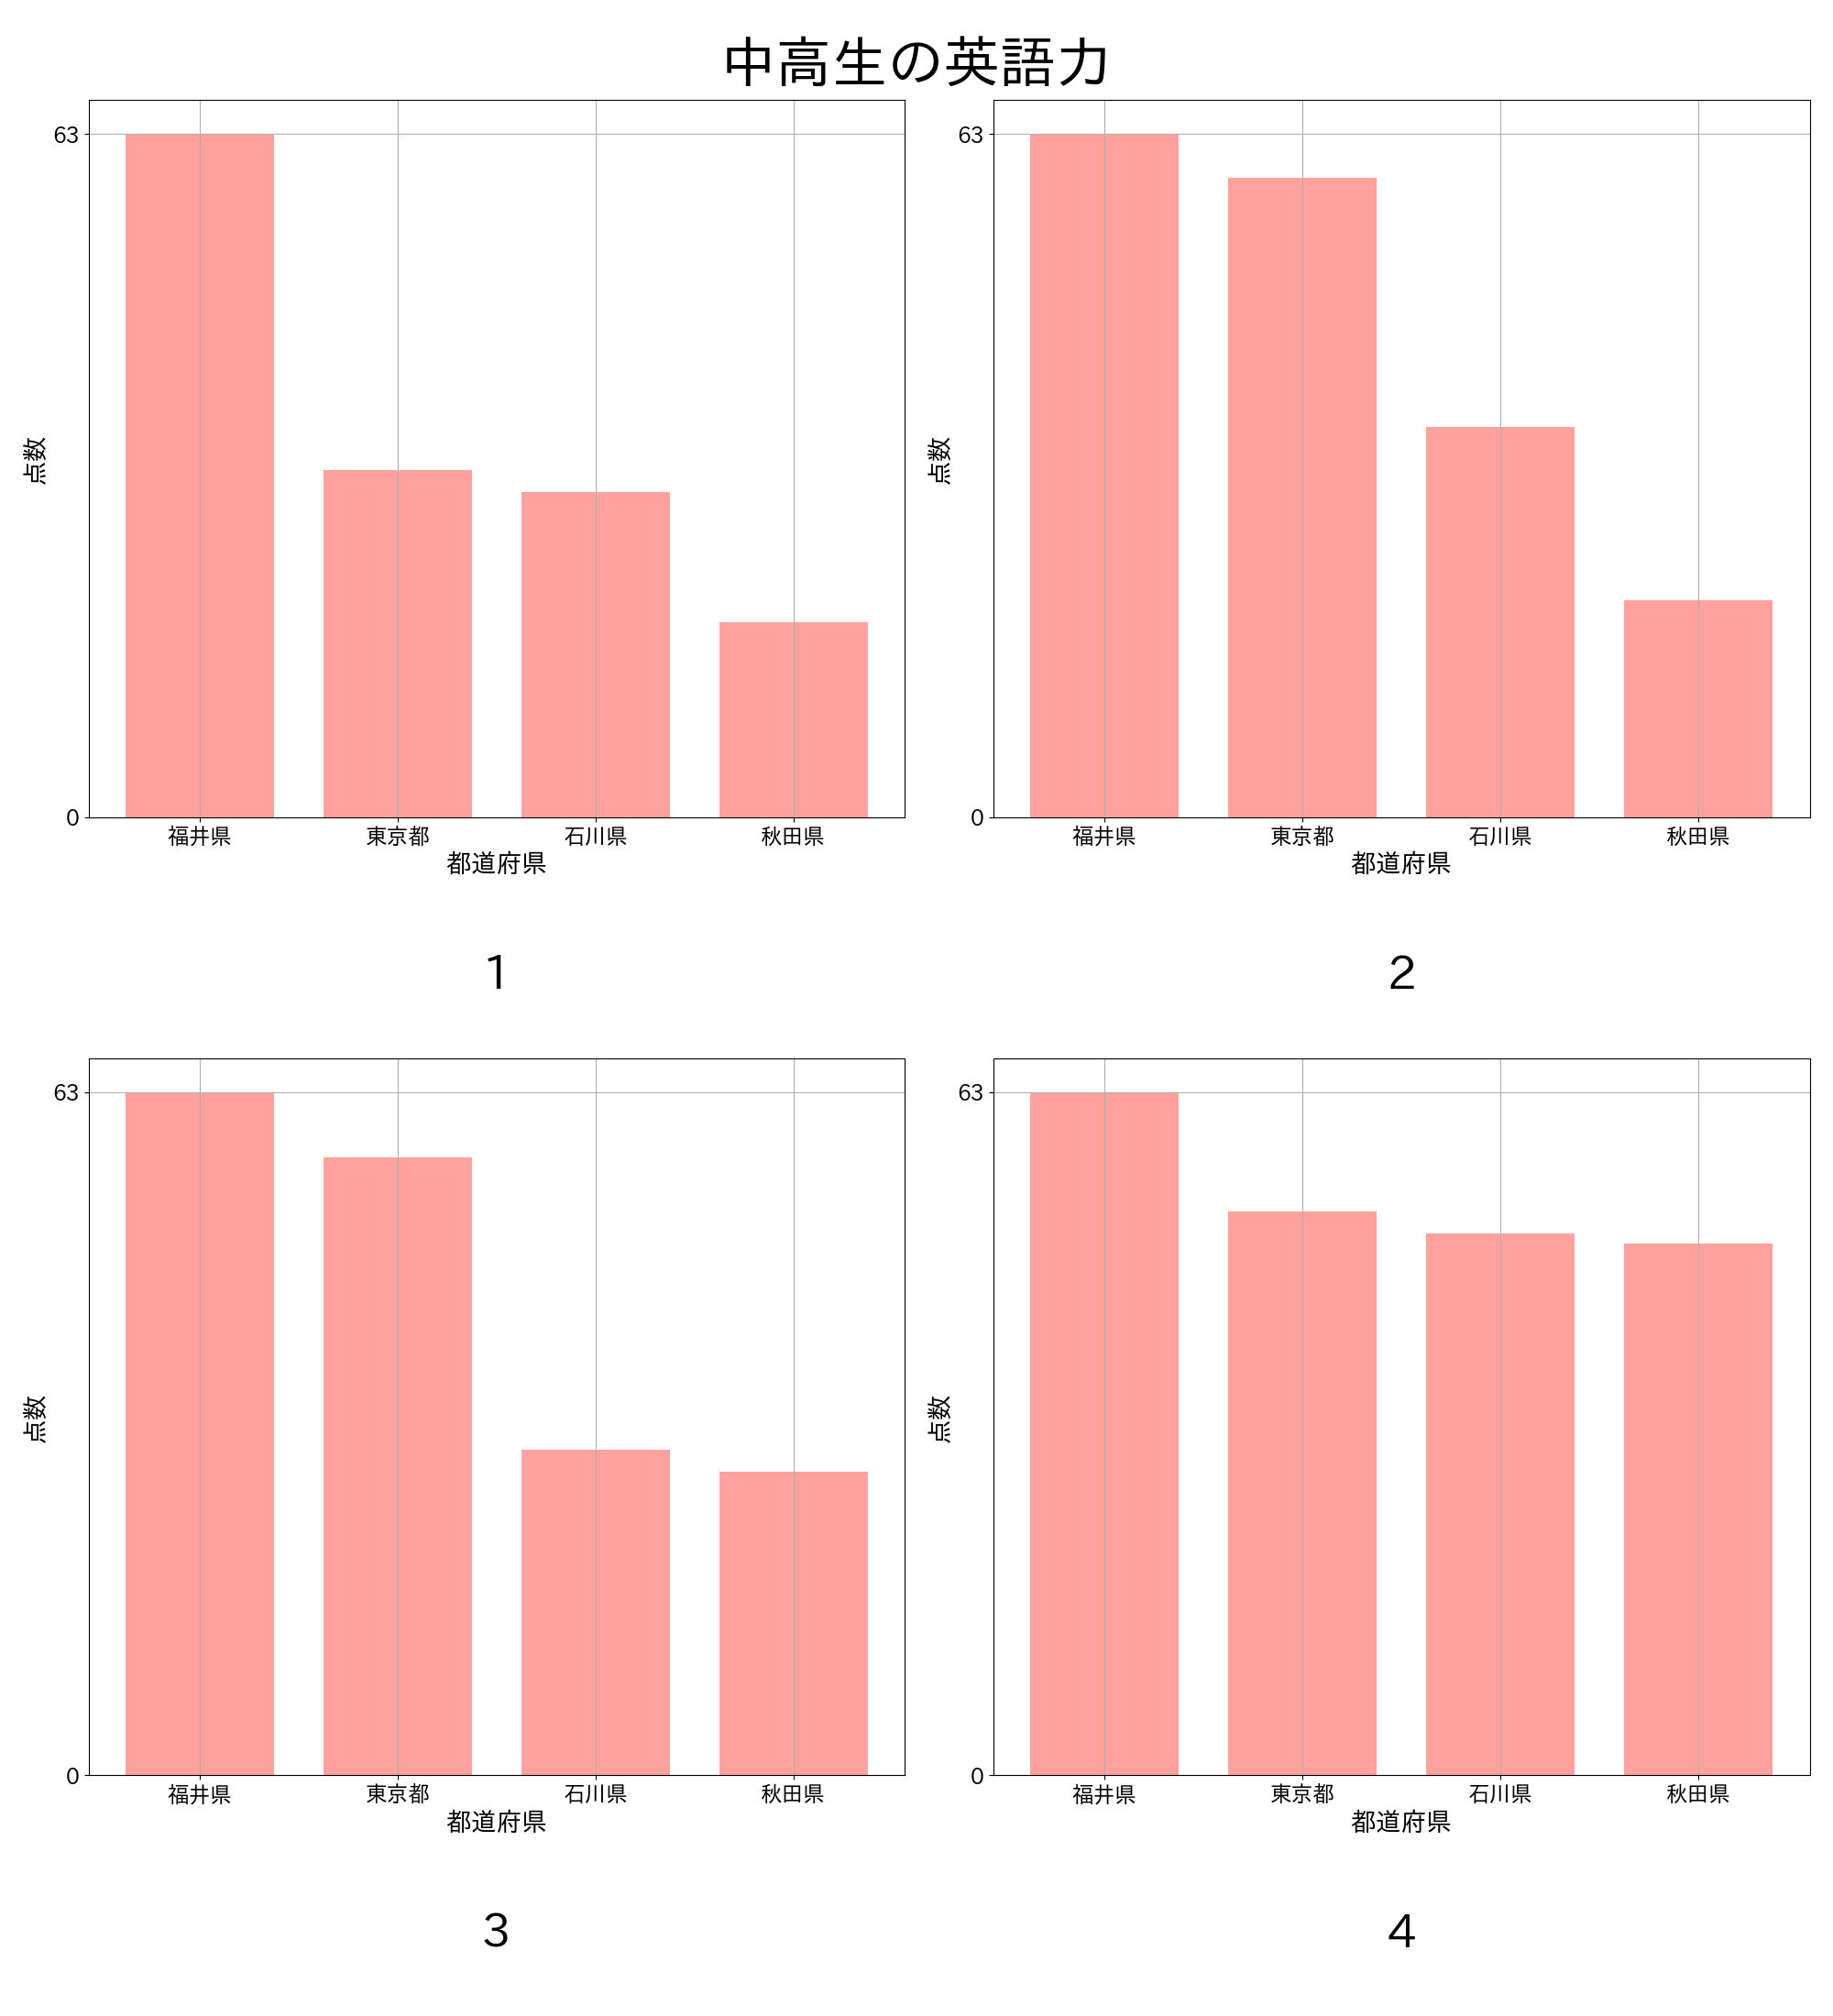 中高生の英語力
63
点数
0
福井県 東京都 石川県 秋田県
都道府県
1
63
点数
0
福井県 東京都 石川県 秋田県
都道府県
2
63
点数
0
福井県 東京都 石川県 秋田県
都道府県
3
63
点数
0
福井県 東京都 石川県 秋田県
都道府県
4